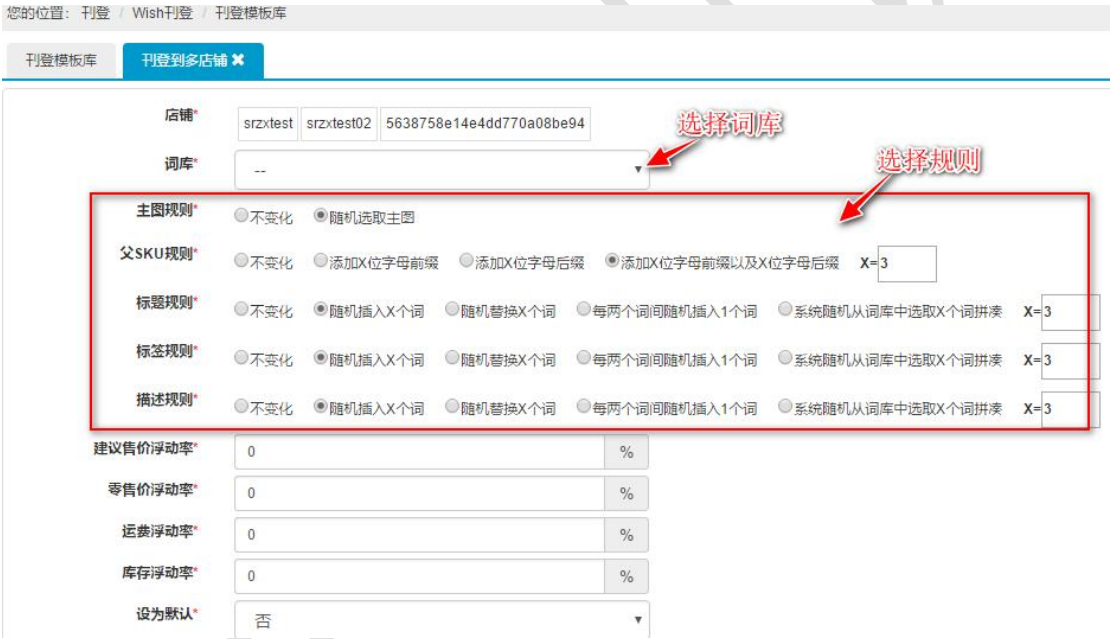 您的位置： 刊登 / Wish刊登 / 刊登模板库
刊登模板库 刊登到多店铺 ✖
店铺* srzxtest srzxtest02 5638758e14e4dd770a08be94
选择词库
词库* --
选择规则
主图规则* 不变化 随机选取主图
父SKU规则* 不变化 添加X位字母前缀 添加X位字母后缀 添加X位字母前缀以及X位字母后缀 X=3
标题规则* 不变化 随机插入X个词 随机替换X个词 每两个词间随机插入1个词 系统随机从词库中选取X个词拼凑 X=3
标签规则* 不变化 随机插入X个词 随机替换X个词 每两个词间随机插入1个词 系统随机从词库中选取X个词拼凑 X=3
描述规则* 不变化 随机插入X个词 随机替换X个词 每两个词间随机插入1个词 系统随机从词库中选取X个词拼凑 X=3
建议售价浮动率* 0 %
零售价浮动率* 0 %
运费浮动率* 0 %
库存浮动率* 0 %
设为默认* 否